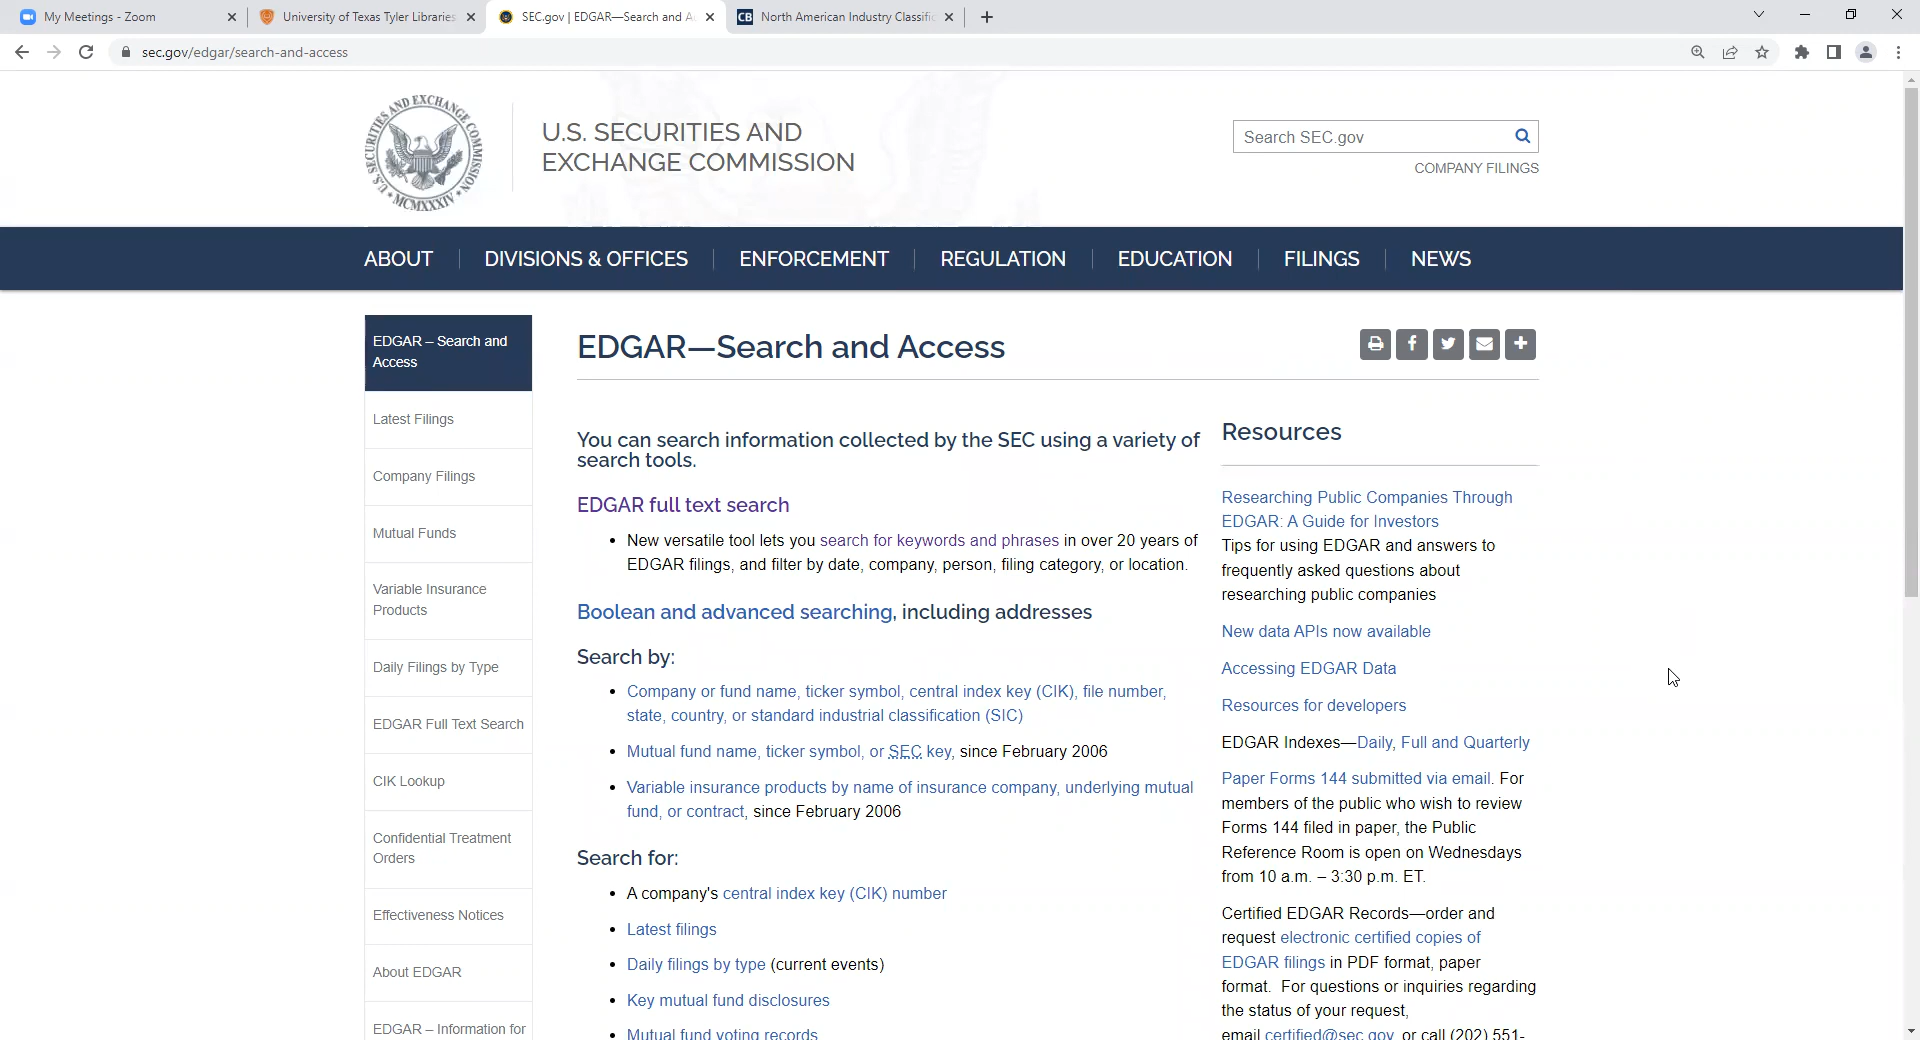 My Meetings - Zoom
University of Texas Tyler Libraries
SEC.gov | EDGAR—Search and A
CB North American Industry Classific
sec.gov/edgar/search-and-access
SECURITIES AND EXCHANGE COMMISSION
U.S.
MCMXXXIV
U.S. SECURITIES AND
EXCHANGE COMMISSION
Search SEC.gov
COMPANY FILINGS
ABOUT
DIVISIONS & OFFICES
ENFORCEMENT
REGULATION
EDUCATION
FILINGS
NEWS
EDGAR – Search and
Access
Latest Filings
Company Filings
Mutual Funds
Variable Insurance
Products
Daily Filings by Type
EDGAR Full Text Search
CIK Lookup
Confidential Treatment
Orders
Effectiveness Notices
About EDGAR
EDGAR – Information for
EDGAR—Search and Access
You can search information collected by the SEC using a variety of
search tools.
EDGAR full text search
• New versatile tool lets you search for keywords and phrases in over 20 years of
EDGAR filings, and filter by date, company, person, filing category, or location.
Boolean and advanced searching, including addresses
Search by:
• Company or fund name, ticker symbol, central index key (CIK), file number,
state, country, or standard industrial classification (SIC)
• Mutual fund name, ticker symbol, or SEC key, since February 2006
• Variable insurance products by name of insurance company, underlying mutual
fund, or contract, since February 2006
Search for:
• A company's central index key (CIK) number
• Latest filings
• Daily filings by type (current events)
• Key mutual fund disclosures
• Mutual fund voting records
Resources
Researching Public Companies Through
EDGAR: A Guide for Investors
Tips for using EDGAR and answers to
frequently asked questions about
researching public companies
New data APIs now available
Accessing EDGAR Data
Resources for developers
EDGAR Indexes—Daily, Full and Quarterly
Paper Forms 144 submitted via email. For
members of the public who wish to review
Forms 144 filed in paper, the Public
Reference Room is open on Wednesdays
from 10 a.m. – 3:30 p.m. ET.
Certified EDGAR Records—order and
request electronic certified copies of
EDGAR filings in PDF format, paper
format. For questions or inquiries regarding
the status of your request,
email certified@sec.gov or call (202) 551-